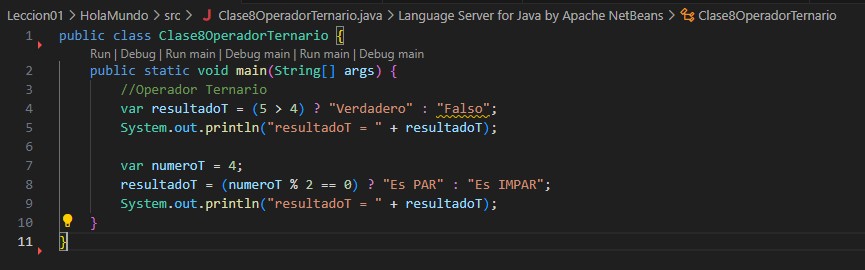 Leccion01 > HolaMundo > src > J Clase8OperadorTernario.java > Language Server for Java by Apache NetBeans > Clase8OperadorTernario
1 public class Clase8OperadorTernario {
Run | Debug | Run main | Debug main | Run main | Debug main
2 public static void main(String[] args) {
3 //Operador Ternario
4 var resultadoT = (5 > 4) ? "Verdadero" : "Falso";
5 System.out.println("resultadoT = " + resultadoT);
6
7 var numeroT = 4;
8 resultadoT = (numeroT % 2 == 0) ? "Es PAR" : "Es IMPAR";
9 System.out.println("resultadoT = " + resultadoT);
10 }
11 }